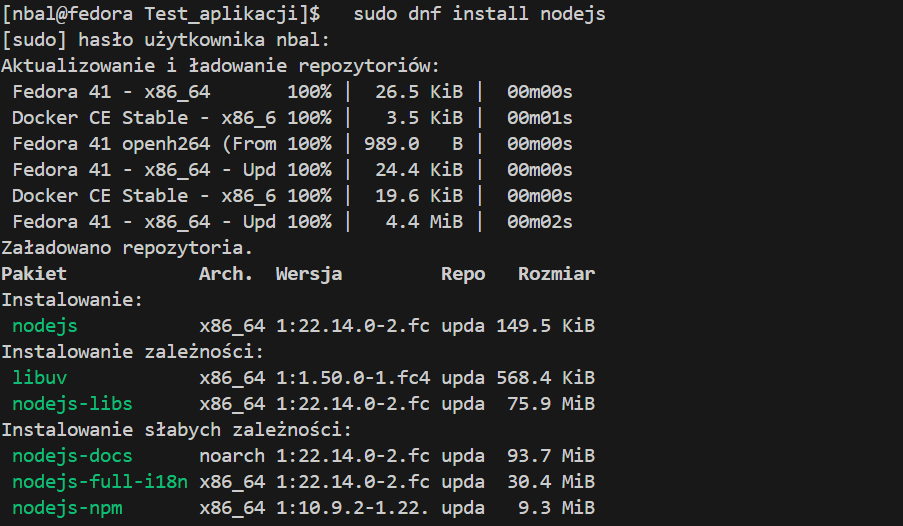 [nbal@fedora Test_aplikacji]$   sudo dnf install nodejs
[sudo] hasło użytkownika nbal:
Aktualizowanie i ładowanie repozytoriów:
 Fedora 41 - x86_64       100% |  26.5 KiB |  00m00s
 Docker CE Stable - x86_6 100% |   3.5 KiB |  00m01s
 Fedora 41 openh264 (From 100% | 989.0   B |  00m00s
 Fedora 41 - x86_64 - Upd 100% |  24.4 KiB |  00m00s
 Docker CE Stable - x86_6 100% |  19.6 KiB |  00m00s
 Fedora 41 - x86_64 - Upd 100% |   4.4 MiB |  00m02s
Załadowano repozytoria.
Pakiet            Arch.  Wersja         Repo   Rozmiar
Instalowanie:
 nodejs           x86_64 1:22.14.0-2.fc upda 149.5 KiB
Instalowanie zależności:
 libuv            x86_64 1:1.50.0-1.fc4 upda 568.4 KiB
 nodejs-libs      x86_64 1:22.14.0-2.fc upda  75.9 MiB
Instalowanie słabych zależności:
 nodejs-docs      noarch 1:22.14.0-2.fc upda  93.7 MiB
 nodejs-full-i18n x86_64 1:22.14.0-2.fc upda  30.4 MiB
 nodejs-npm       x86_64 1:10.9.2-1.22. upda   9.3 MiB